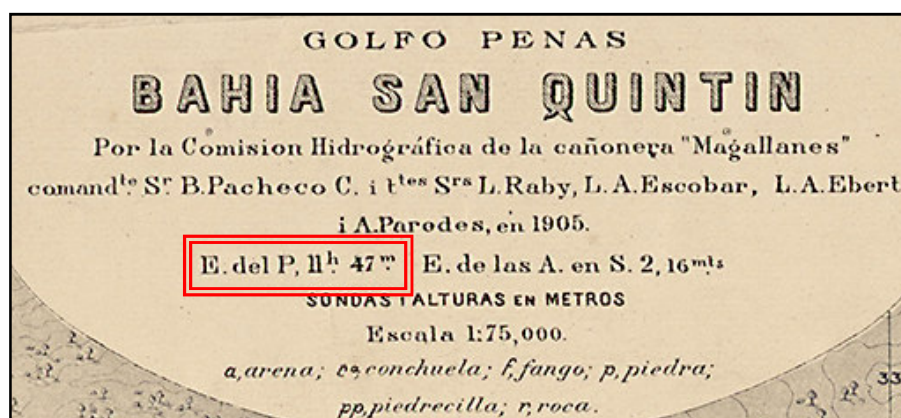 GOLFO PENAS
BAHIA SAN QUINTIN
Por la Comision Hidrográfica de la cañonera "Magallanes"
comandte Sr B.Pacheco C. i ttes Srs L.Raby, L.A.Escobar, L.A.Ebert
i A.Paredes, en 1905.
E. del P, 11h 47m E. de las A. en S. 2,16mts
SONDAS I ALTURAS EN METROS
Escala 1:75,000.
a, arena; ca, conchuela; f, fango; p, piedra;
pp, piedrecilla; r, roca.
33